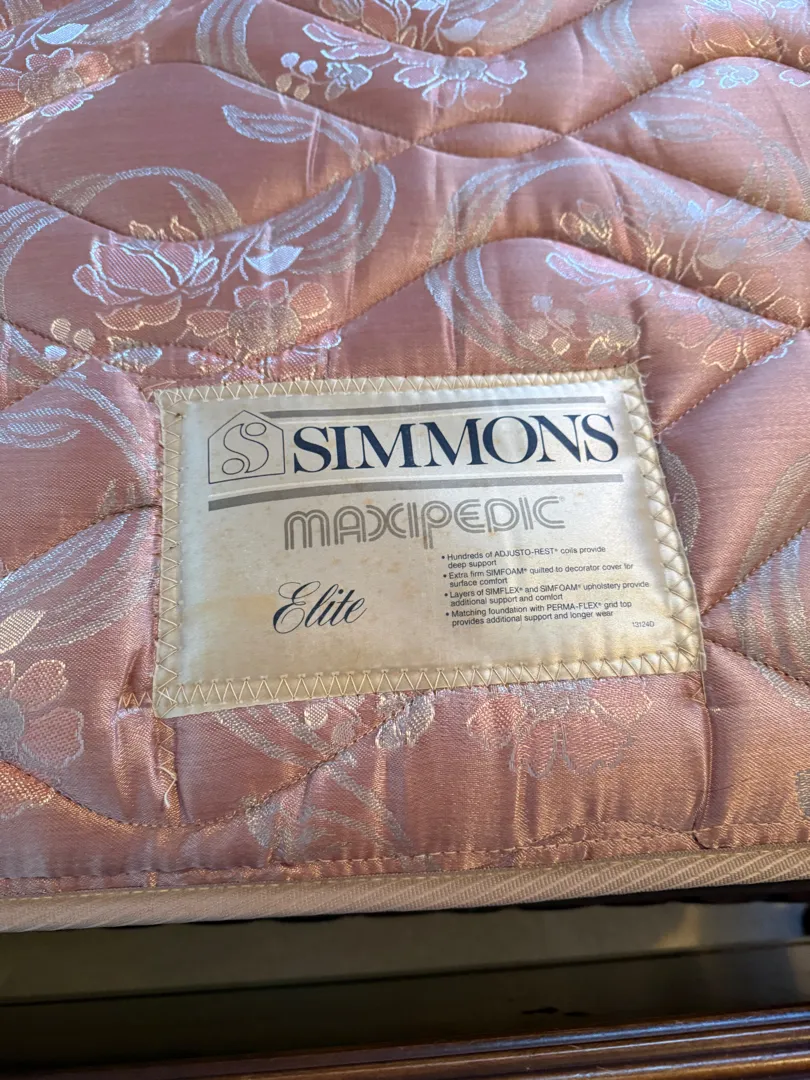 SIMMONS
MAXIPEDIC®
Elite
• Hundreds of ADJUSTO-REST® coils provide
deep support
• Extra firm SIMFOAM® quilted to decorator cover for
surface comfort
• Layers of SIMFLEX® and SIMFOAM® upholstery provide
additional support and comfort
• Matching foundation with PERMA-FLEX® grid top
provides additional support and longer wear
13124D